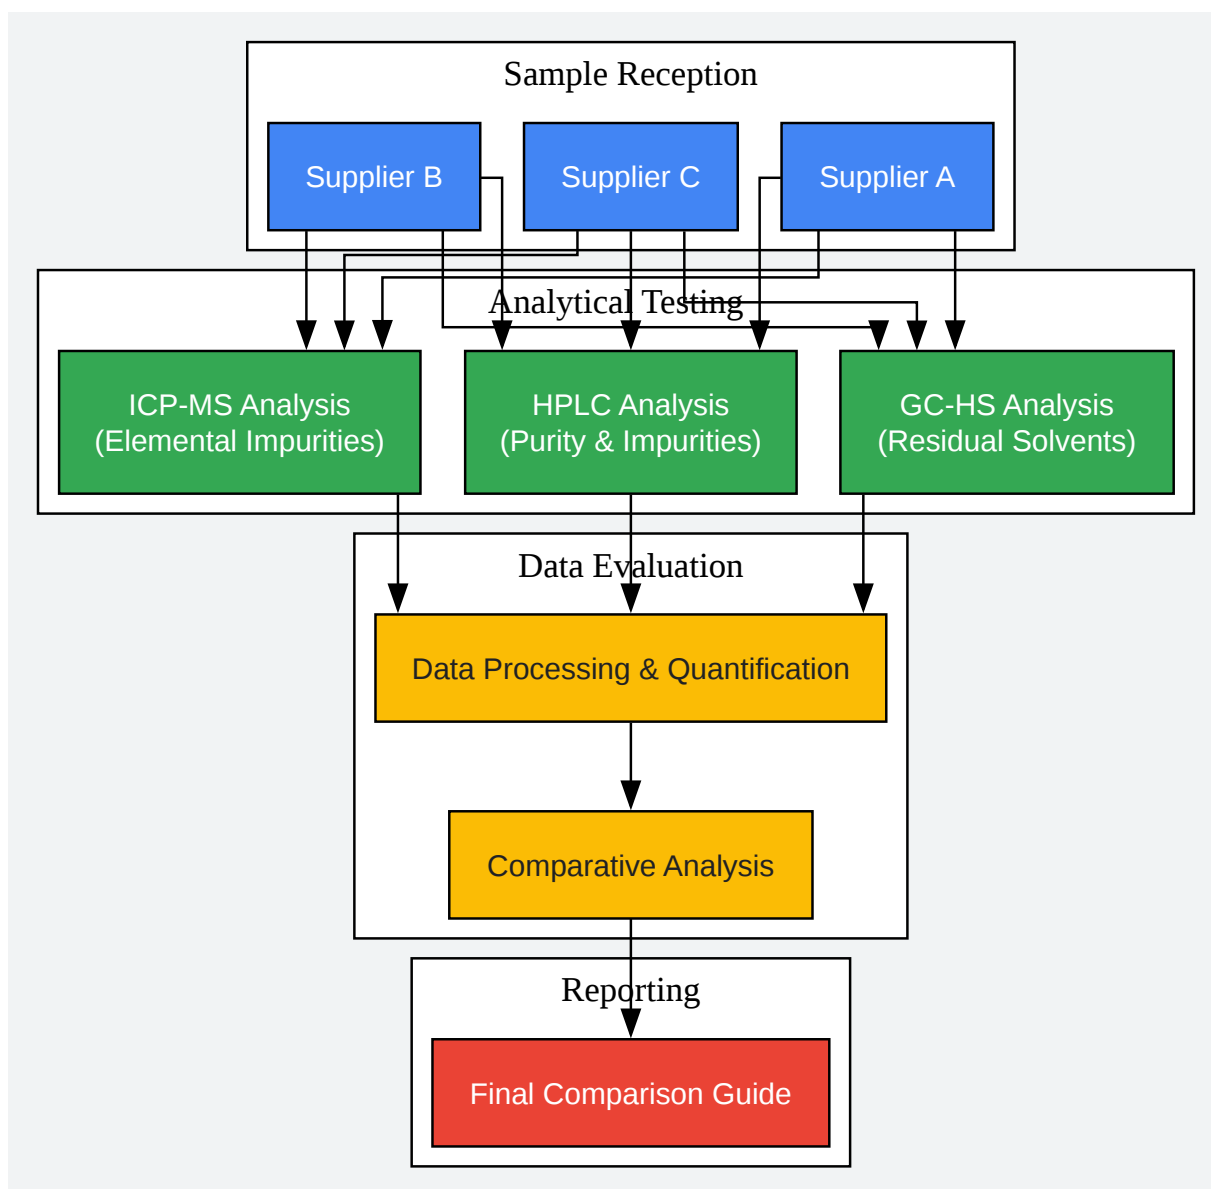 Sample Reception
Supplier B
Supplier C
Supplier A
Analytical Testing
ICP-MS Analysis
(Elemental Impurities)
HPLC Analysis
(Purity & Impurities)
GC-HS Analysis
(Residual Solvents)
Data Evaluation
Data Processing & Quantification
Comparative Analysis
Reporting
Final Comparison Guide